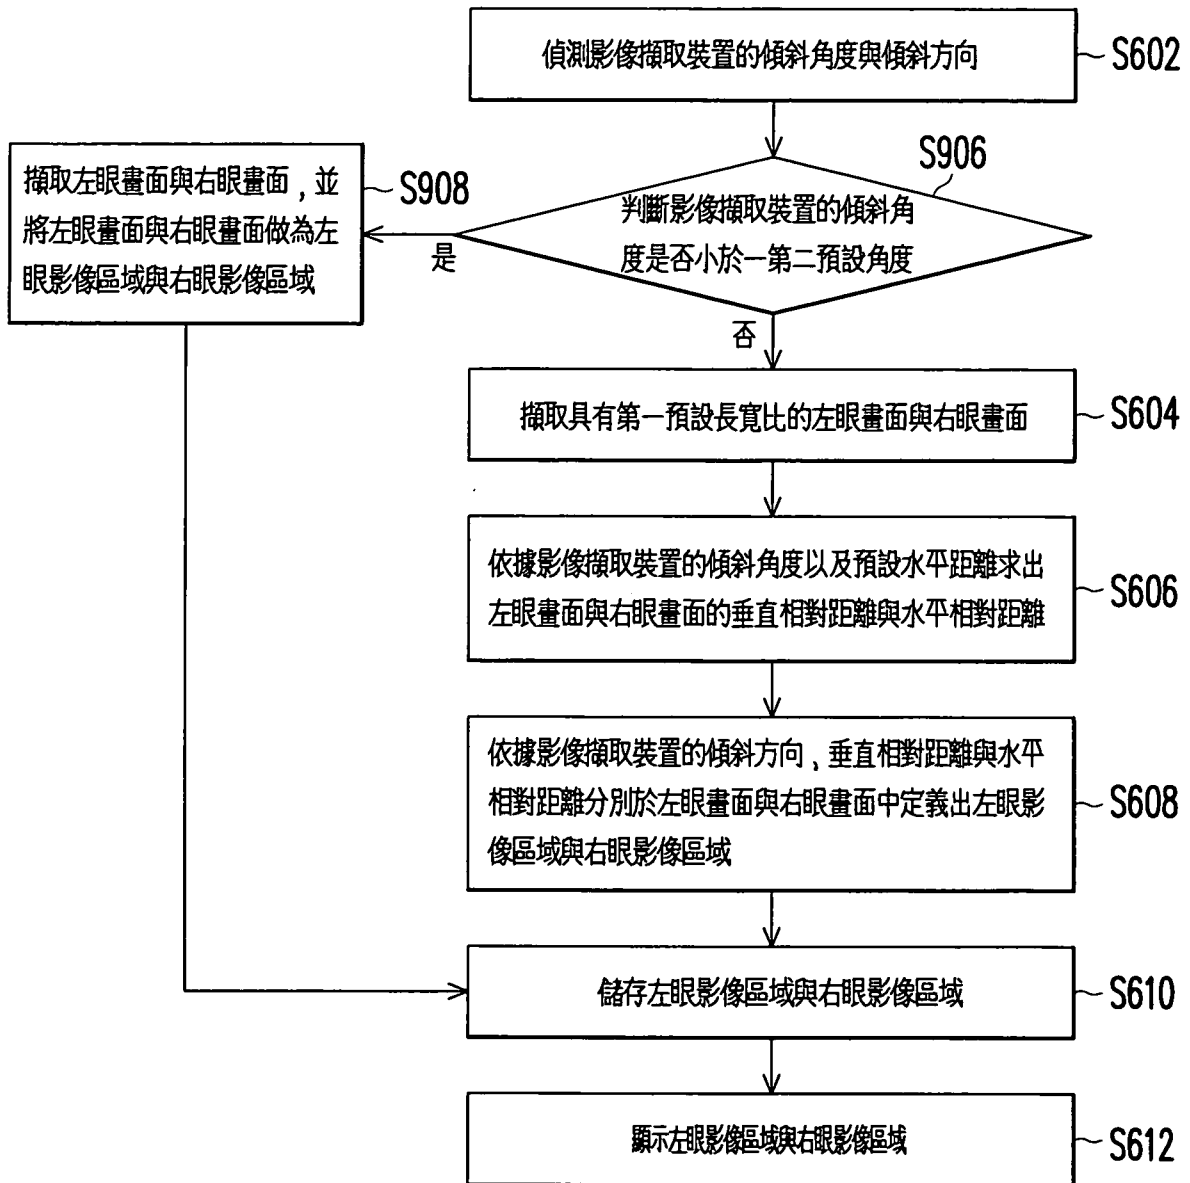 偵測影像擷取裝置的傾斜角度與傾斜方向
S602
S906
判斷影像擷取裝置的傾斜角
度是否小於一第二預設角度
是
否
擷取左眼畫面與右眼畫面,並
將左眼畫面與右眼畫面做為左
眼影像區域與右眼影像區域
S908
擷取具有第一預設長寬比的左眼畫面與右眼畫面
S604
依據影像擷取裝置的傾斜角度以及預設水平距離求出
左眼畫面與右眼畫面的垂直相對距離與水平相對距離
S606
依據影像擷取裝置的傾斜方向,垂直相對距離與水平
相對距離分別於左眼畫面與右眼畫面中定義出左眼影
像區域與右眼影像區域
S608
儲存左眼影像區域與右眼影像區域
S610
顯示左眼影像區域與右眼影像區域
S612